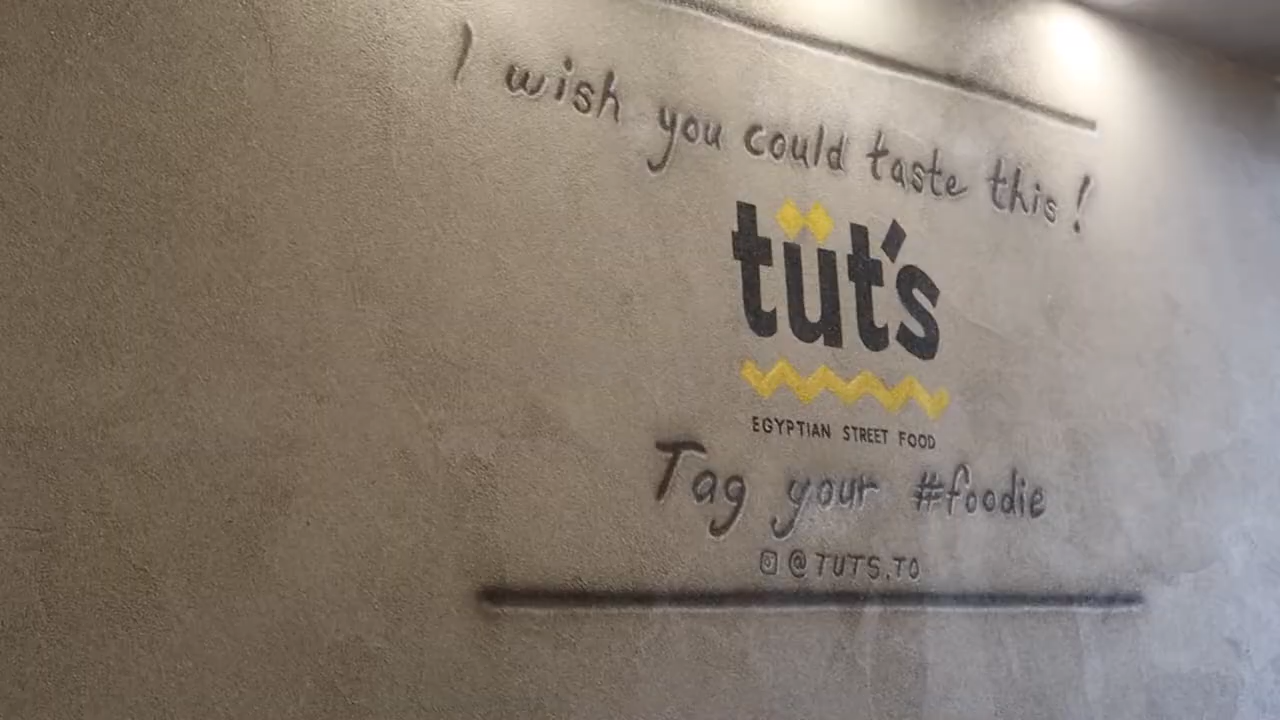 I wish you could taste this!
tüt's
EGYPTIAN STREET FOOD
Tag your #foodie
@TUTS.TO